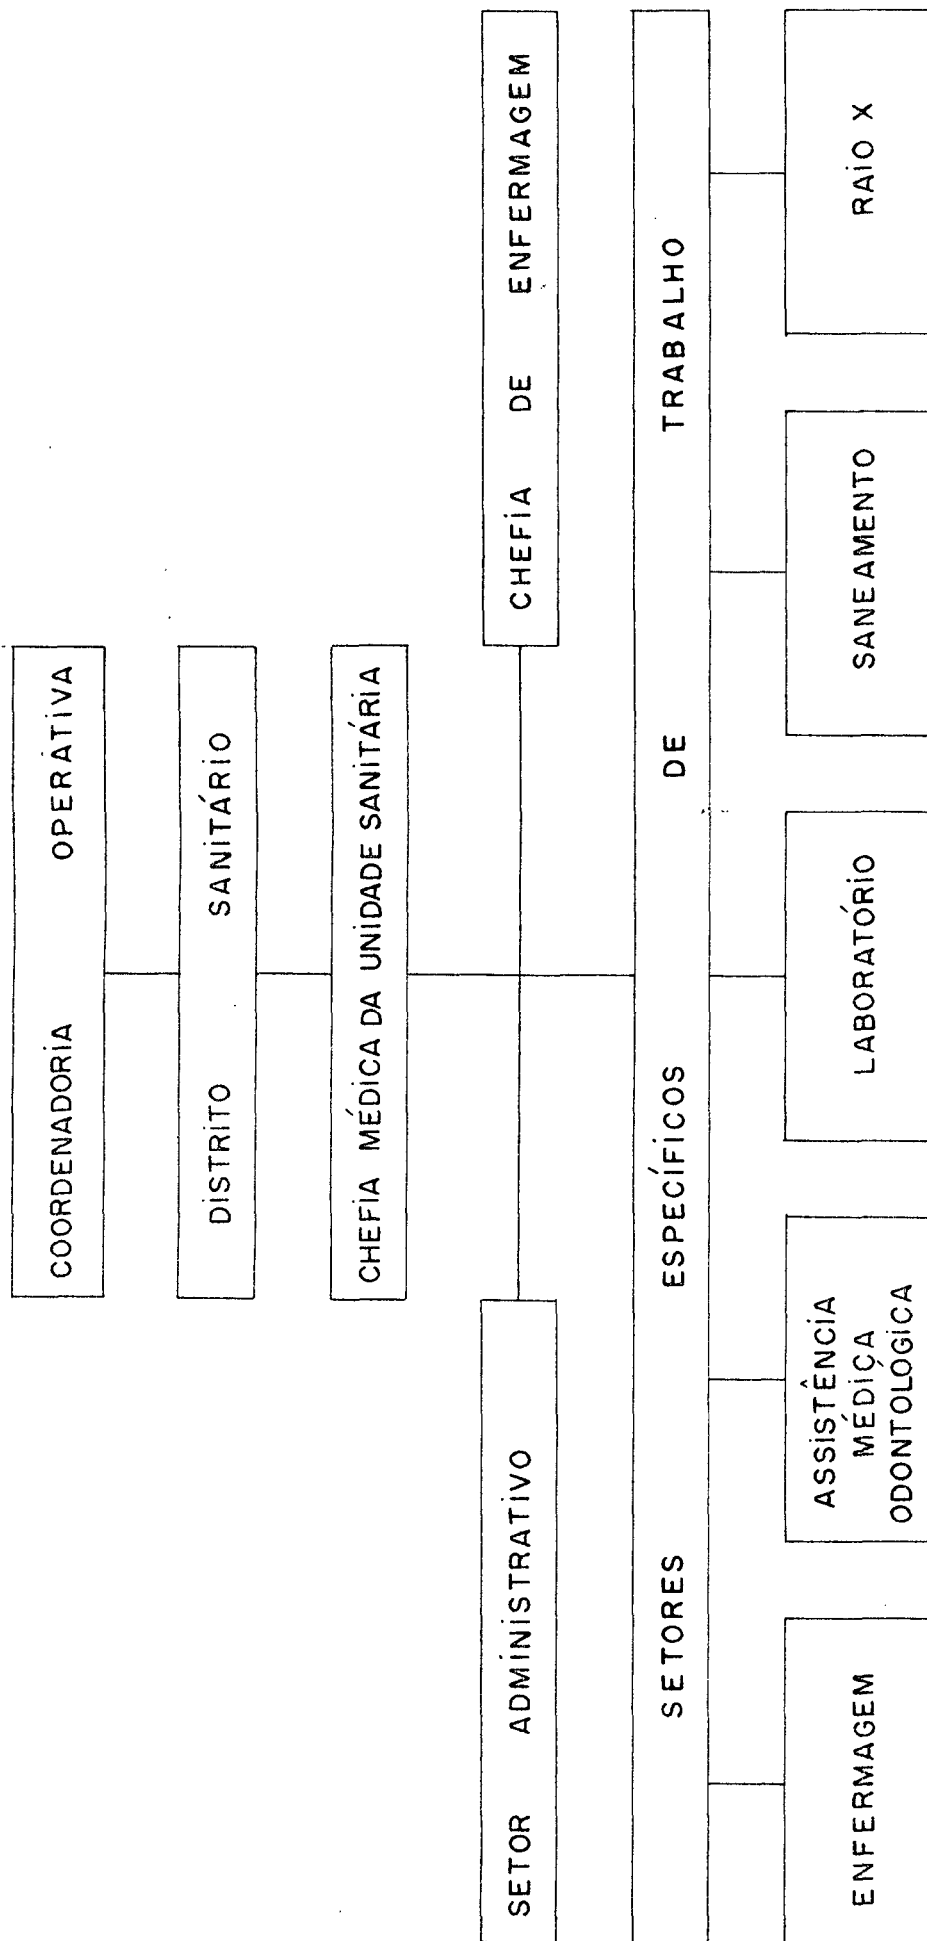 COORDENADORIA OPERATIVA
DISTRITO SANITÁRIO
CHEFIA MÉDICA DA UNIDADE SANITÁRIA
SETOR ADMINISTRATIVO
CHEFIA DE ENFERMAGEM
SETORES ESPECÍFICOS DE TRABALHO
ENFERMAGEM
ASSISTÊNCIA
MÉDIÇA
ODONTOLÓGICA
LABORATÓRIO
SANEAMENTO
RAIO X